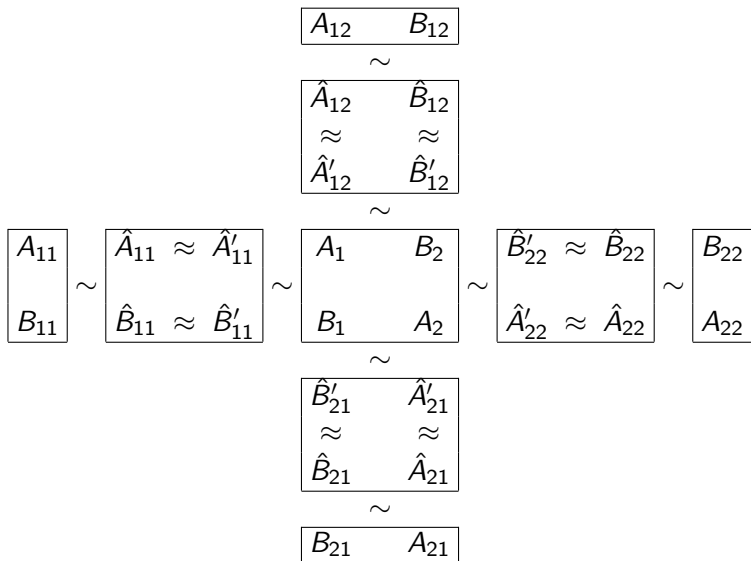 A₁₂ B₁₂
∼
Â₁₂ B̂₁₂
≈ ≈
Â′₁₂ B̂′₁₂
∼
A₁₁ Â₁₁ ≈ Â′₁₁ A₁ B₂ B̂′₂₂ ≈ B̂₂₂ B₂₂
∼ ∼ ∼ ∼
B₁₁ B̂₁₁ ≈ B̂′₁₁ B₁ A₂ Â′₂₂ ≈ Â₂₂ A₂₂
∼
B̂′₂₁ Â′₂₁
≈ ≈
B̂₂₁ Â₂₁
∼
B₂₁ A₂₁